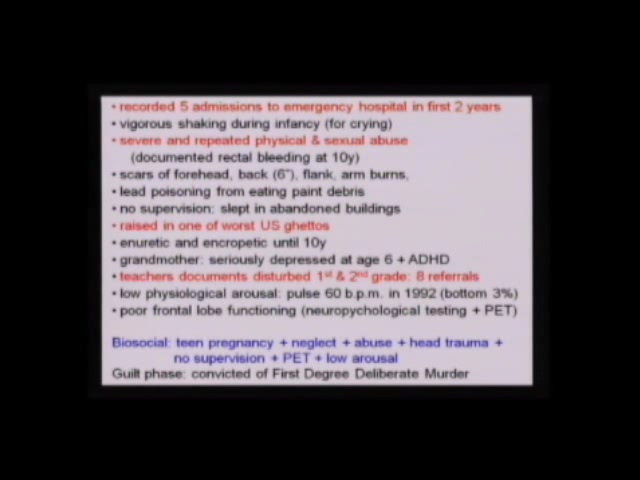 • recorded 5 admissions to emergency hospital in first 2 years
• vigorous shaking during infancy (for crying)
• severe and repeated physical & sexual abuse
(documented rectal bleeding at 10y)
• scars of forehead, back (6"), flank, arm burns,
• lead poisoning from eating paint debris
• no supervision: slept in abandoned buildings
• raised in one of worst US ghettos
• enuretic and encropetic until 10y
• grandmother: seriously depressed at age 6 + ADHD
• teachers documents disturbed 1st & 2nd grade: 8 referrals
• low physiological arousal: pulse 60 b.p.m. in 1992 (bottom 3%)
• poor frontal lobe functioning (neuropychological testing + PET)
Biosocial: teen pregnancy + neglect + abuse + head trauma +
no supervision + PET + low arousal
Guilt phase: convicted of First Degree Deliberate Murder